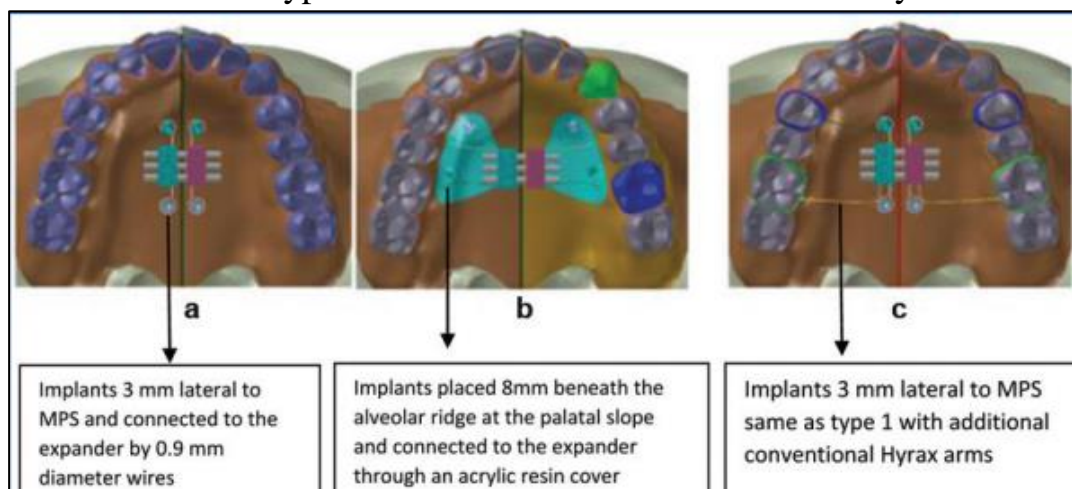 a
b
c
Implants 3 mm lateral to
MPS and connected to the
expander by 0.9 mm
diameter wires
Implants placed 8mm beneath the
alveolar ridge at the palatal slope
and connected to the expander
through an acrylic resin cover
Implants 3 mm lateral to MPS
same as type 1 with additional
conventional Hyrax arms